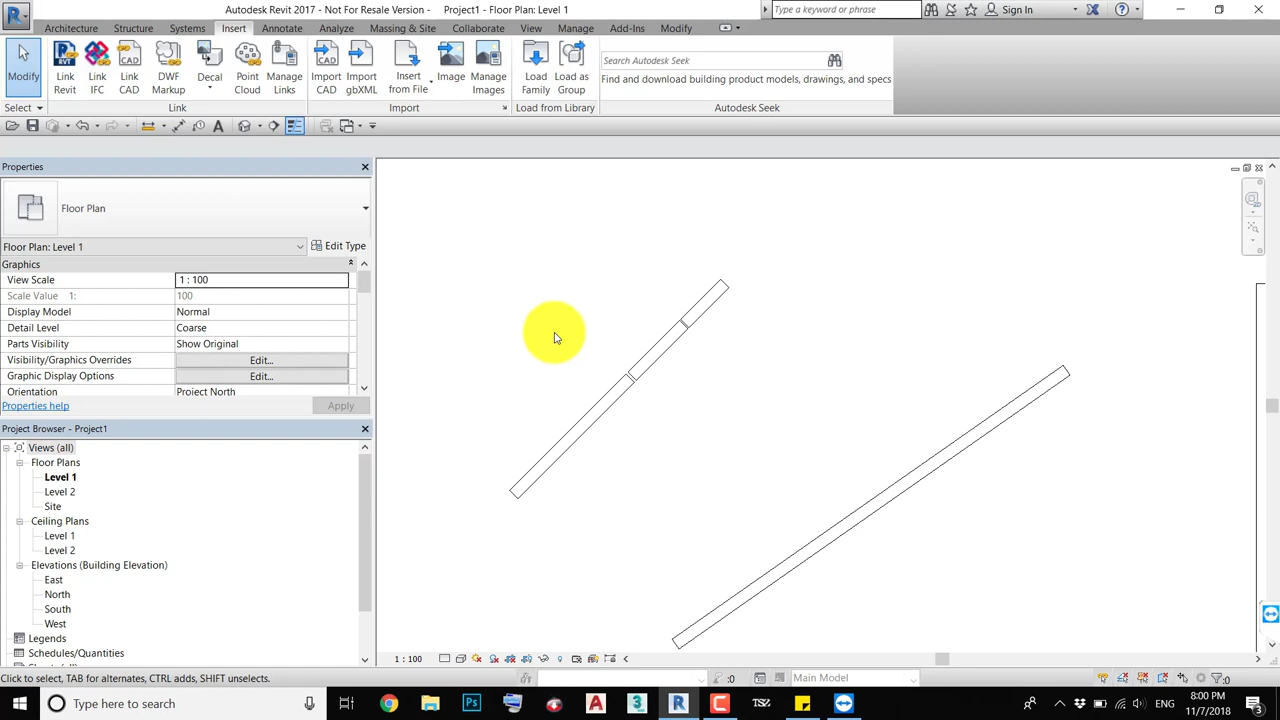 Autodesk Revit 2017 - Not For Resale Version - Project1 - Floor Plan: Level 1
Type a keyword or phrase
Sign In
Architecture Structure Systems Insert Annotate Analyze Massing & Site Collaborate View Manage Add-Ins Modify
Modify
Link Revit
Link IFC
Link CAD
DWF Markup
Decal
Point Cloud
Manage Links
Import CAD
Import gbXML
Insert from File
Image
Manage Images
Load Family
Load as Group
Search Autodesk Seek
Find and download building product models, drawings, and specs
Select
Link
Import
Load from Library
Autodesk Seek
Properties
Floor Plan
Floor Plan: Level 1
Edit Type
Graphics
View Scale 1 : 100
Scale Value 1: 100
Display Model Normal
Detail Level Coarse
Parts Visibility Show Original
Visibility/Graphics Overrides Edit...
Graphic Display Options Edit...
Orientation Project North
Properties help
Apply
Project Browser - Project1
Views (all)
Floor Plans
Level 1
Level 2
Site
Ceiling Plans
Level 1
Level 2
Elevations (Building Elevation)
East
North
South
West
Legends
Schedules/Quantities
1 : 100
Click to select, TAB for alternates, CTRL adds, SHIFT unselects.
:0
Main Model
:0
Type here to search
8:00 PM
11/7/2018